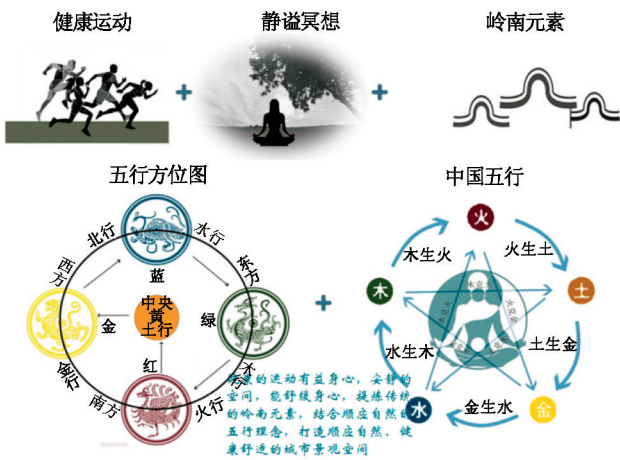 健康运动
静谧冥想
岭南元素
五行方位图
中国五行
北行
水行
蓝
西方
东方
金
中央
黄
土行
绿
红
金行
木行
南方
火行
火
木生火
火生土
木
土
水生木
土生金
水
金生水
金
木克土
火克金
的运动有益身心，安静的
空间，能舒缓身心，提炼传统
的岭南元素，结合顺应自然的
五行理念，打造顺应自然、健
康舒适的城市景观空间